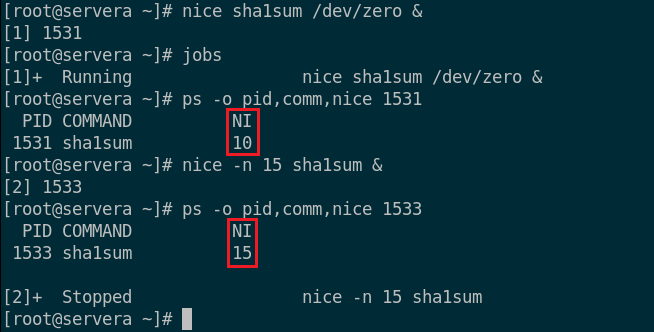 [root@servera ~]# nice sha1sum /dev/zero &
[1] 1531
[root@servera ~]# jobs
[1]+  Running                 nice sha1sum /dev/zero &
[root@servera ~]# ps -o pid,comm,nice 1531
  PID COMMAND          NI
 1531 sha1sum          10
[root@servera ~]# nice -n 15 sha1sum &
[2] 1533
[root@servera ~]# ps -o pid,comm,nice 1533
  PID COMMAND          NI
 1533 sha1sum          15

[2]+  Stopped                 nice -n 15 sha1sum
[root@servera ~]#